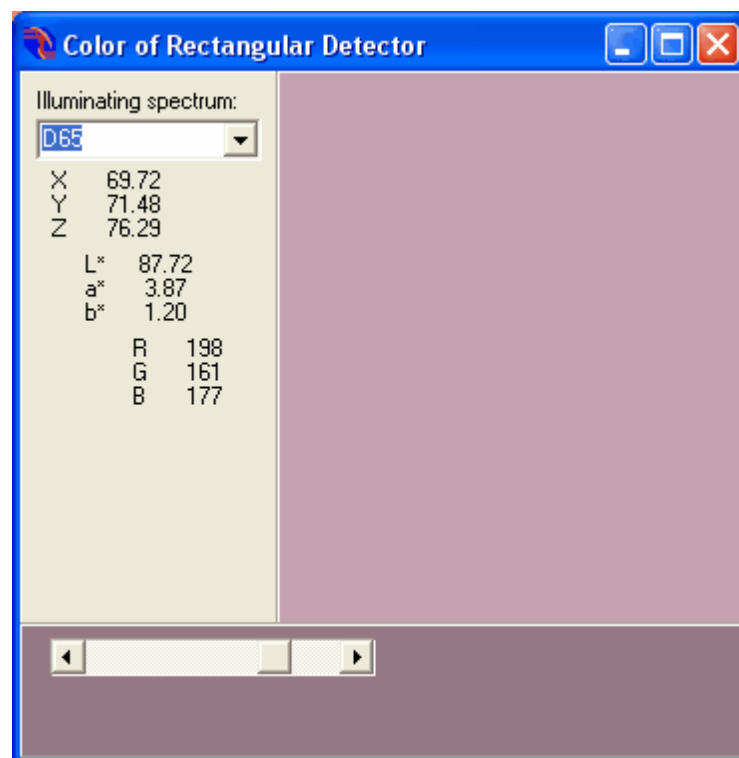 Color of Rectangular Detector
Illuminating spectrum:
D65
X 69.72
Y 71.48
Z 76.29
L* 87.72
a* 3.87
b* 1.20
R 198
G 161
B 177